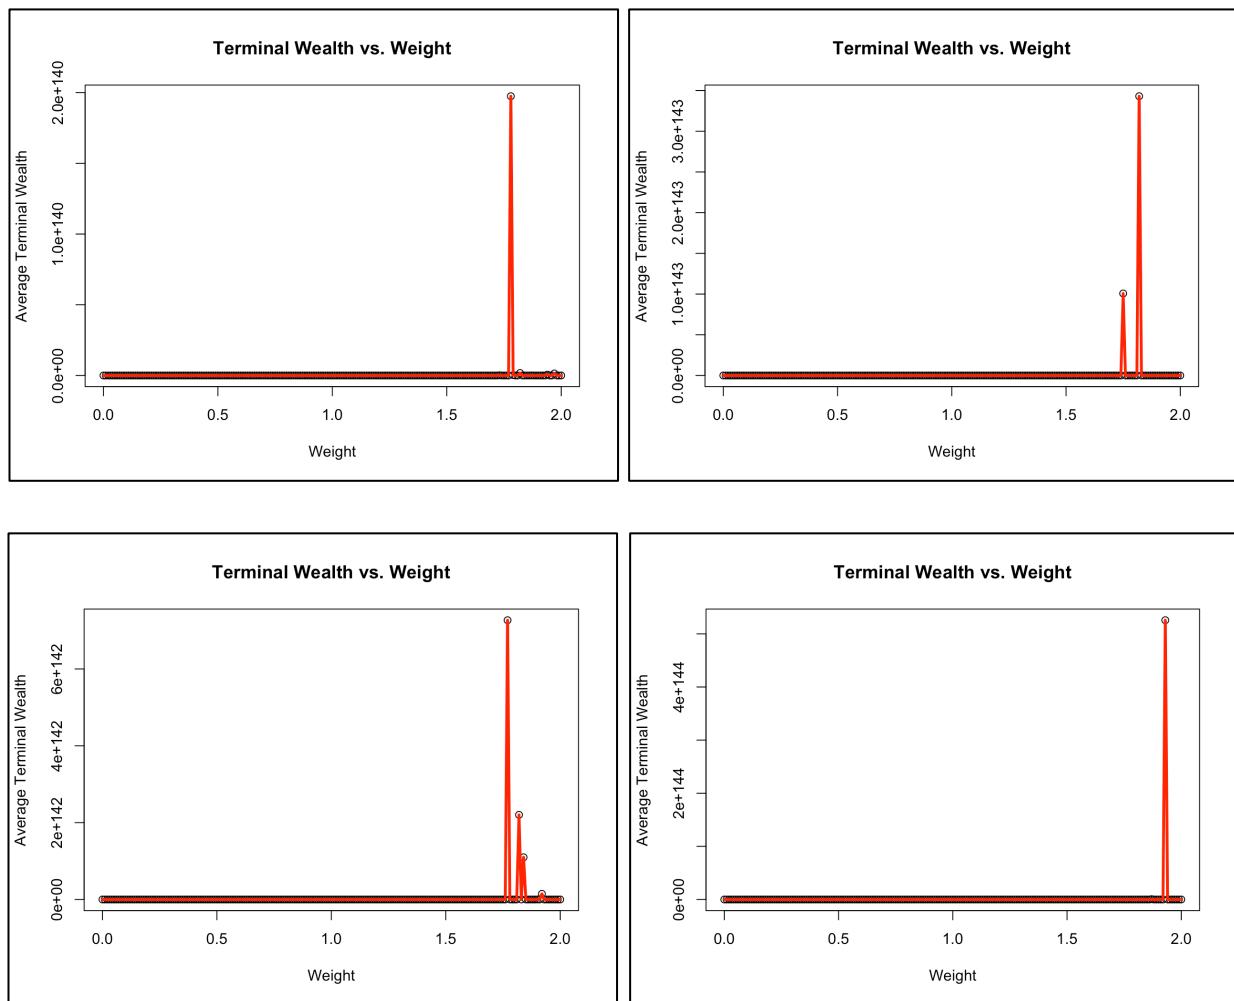 Terminal Wealth vs. Weight
Average Terminal Wealth
2.0e+140
1.0e+140
0.0e+00
0.0 0.5 1.0 1.5 2.0
Weight
Terminal Wealth vs. Weight
Average Terminal Wealth
3.0e+143
2.0e+143
1.0e+143
0.0e+00
0.0 0.5 1.0 1.5 2.0
Weight
Terminal Wealth vs. Weight
Average Terminal Wealth
6e+142
4e+142
2e+142
0e+00
0.0 0.5 1.0 1.5 2.0
Weight
Terminal Wealth vs. Weight
Average Terminal Wealth
4e+144
2e+144
0e+00
0.0 0.5 1.0 1.5 2.0
Weight